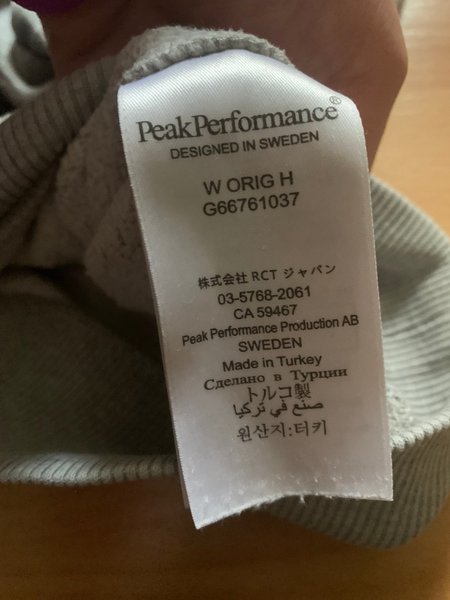 PeakPerformance®
DESIGNED IN SWEDEN
W ORIG H
G66761037
株式会社 RCT ジャパン
03-5768-2061
CA 59467
Peak Performance Production AB
SWEDEN
Made in Turkey
Сделано в Турции
トルコ製
صنع في تركيا
원산지:터키